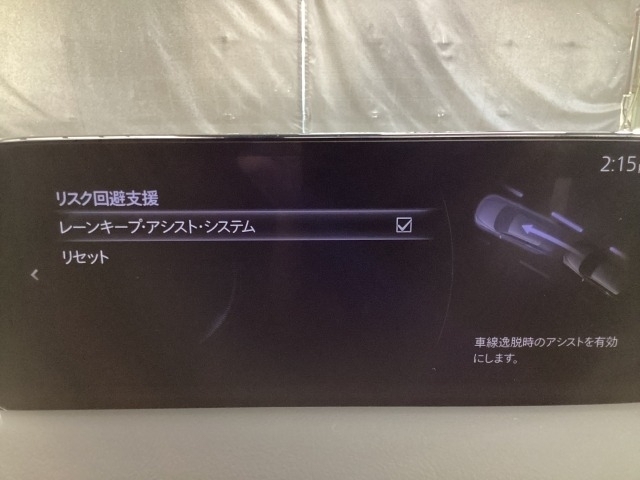 2:15
リスク回避支援
レーンキープ・アシスト・システム
リセット
車線逸脱時のアシストを有効
にします。